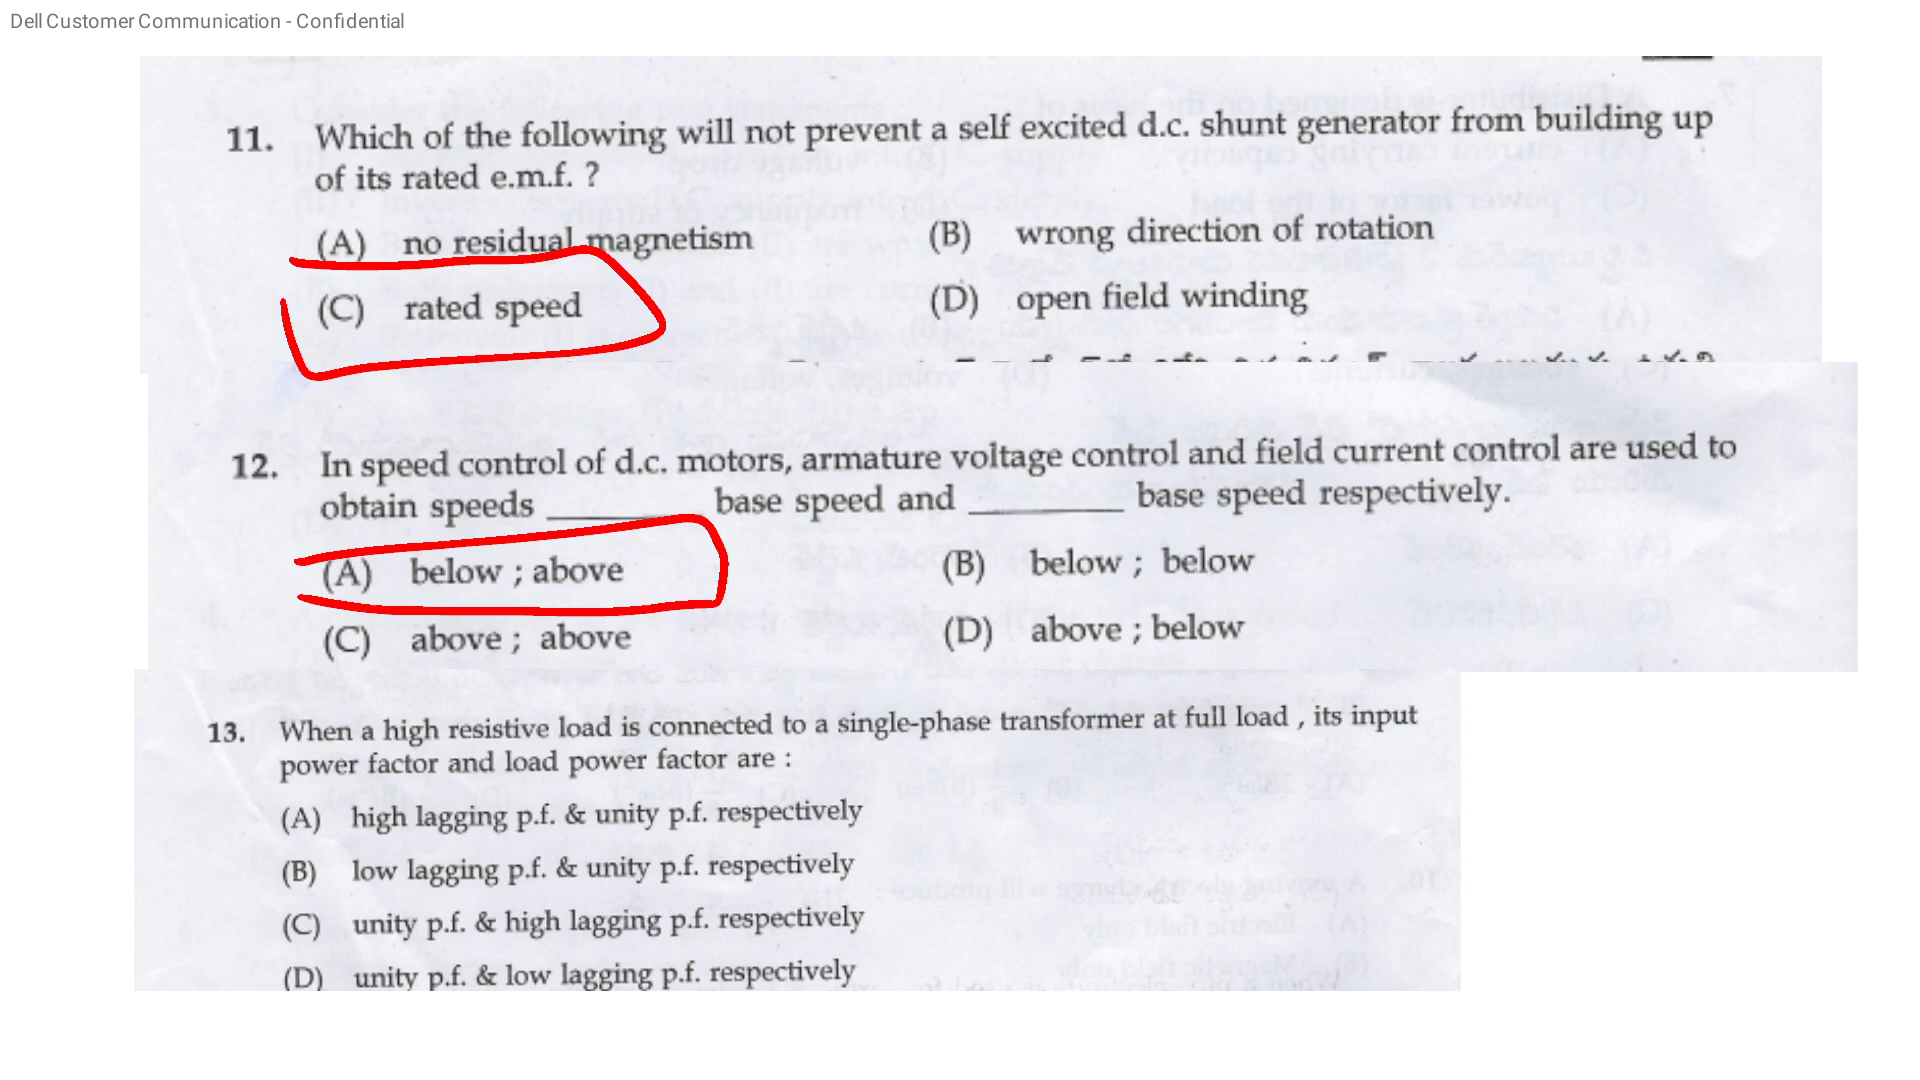 Dell Customer Communication - Confidential
11. Which of the following will not prevent a self excited d.c. shunt generator from building up
of its rated e.m.f. ?
(A) no residual magnetism (B) wrong direction of rotation
(C) rated speed (D) open field winding
12. In speed control of d.c. motors, armature voltage control and field current control are used to
obtain speeds ________ base speed and ________ base speed respectively.
(A) below ; above (B) below ; below
(C) above ; above (D) above ; below
13. When a high resistive load is connected to a single-phase transformer at full load , its input
power factor and load power factor are :
(A) high lagging p.f. & unity p.f. respectively
(B) low lagging p.f. & unity p.f. respectively
(C) unity p.f. & high lagging p.f. respectively
(D) unity p.f. & low lagging p.f. respectively